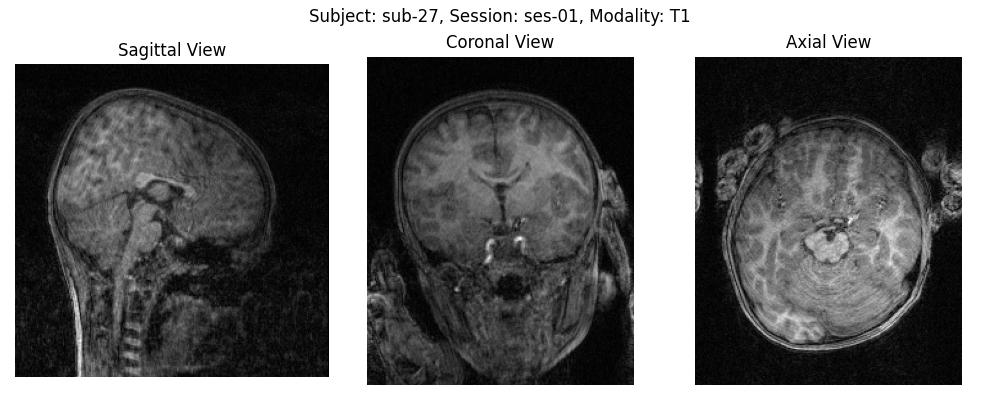 Subject: sub-27, Session: ses-01, Modality: T1
Sagittal View
Coronal View
Axial View